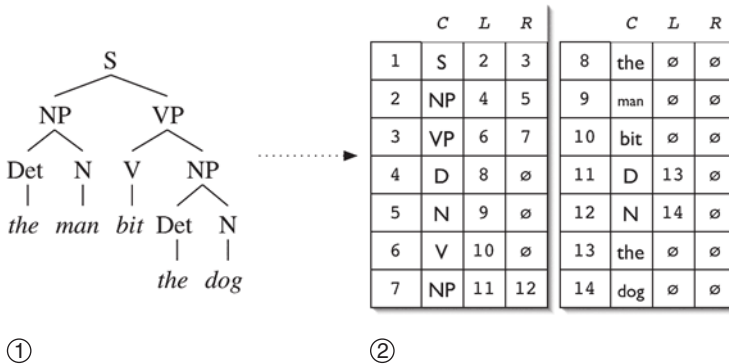 S
NP VP
Det N V NP
the man bit Det N
the dog
C L R
1 S 2 3
2 NP 4 5
3 VP 6 7
4 D 8 ∅
5 N 9 ∅
6 V 10 ∅
7 NP 11 12
C L R
8 the ∅ ∅
9 man ∅ ∅
10 bit ∅ ∅
11 D 13 ∅
12 N 14 ∅
13 the ∅ ∅
14 dog ∅ ∅
① ②